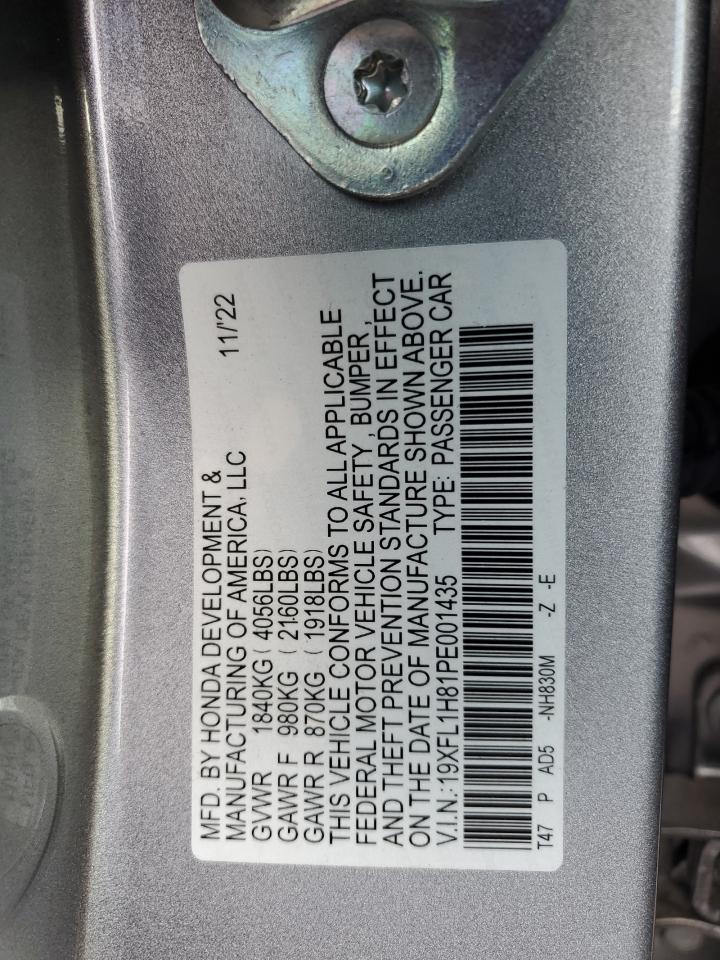 MFD. BY HONDA DEVELOPMENT &
MANUFACTURING OF AMERICA, LLC 11/'22
GVWR 1840KG ( 4056LBS)
GAWR F 980KG ( 2160LBS)
GAWR R 870KG ( 1918LBS)
THIS VEHICLE CONFORMS TO ALL APPLICABLE
FEDERAL MOTOR VEHICLE SAFETY, BUMPER,
AND THEFT PREVENTION STANDARDS IN EFFECT
ON THE DATE OF MANUFACTURE SHOWN ABOVE.
V.I.N.:19XFL1H81PE001435 TYPE: PASSENGER CAR
T47 P AD5 -NH830M -Z -E